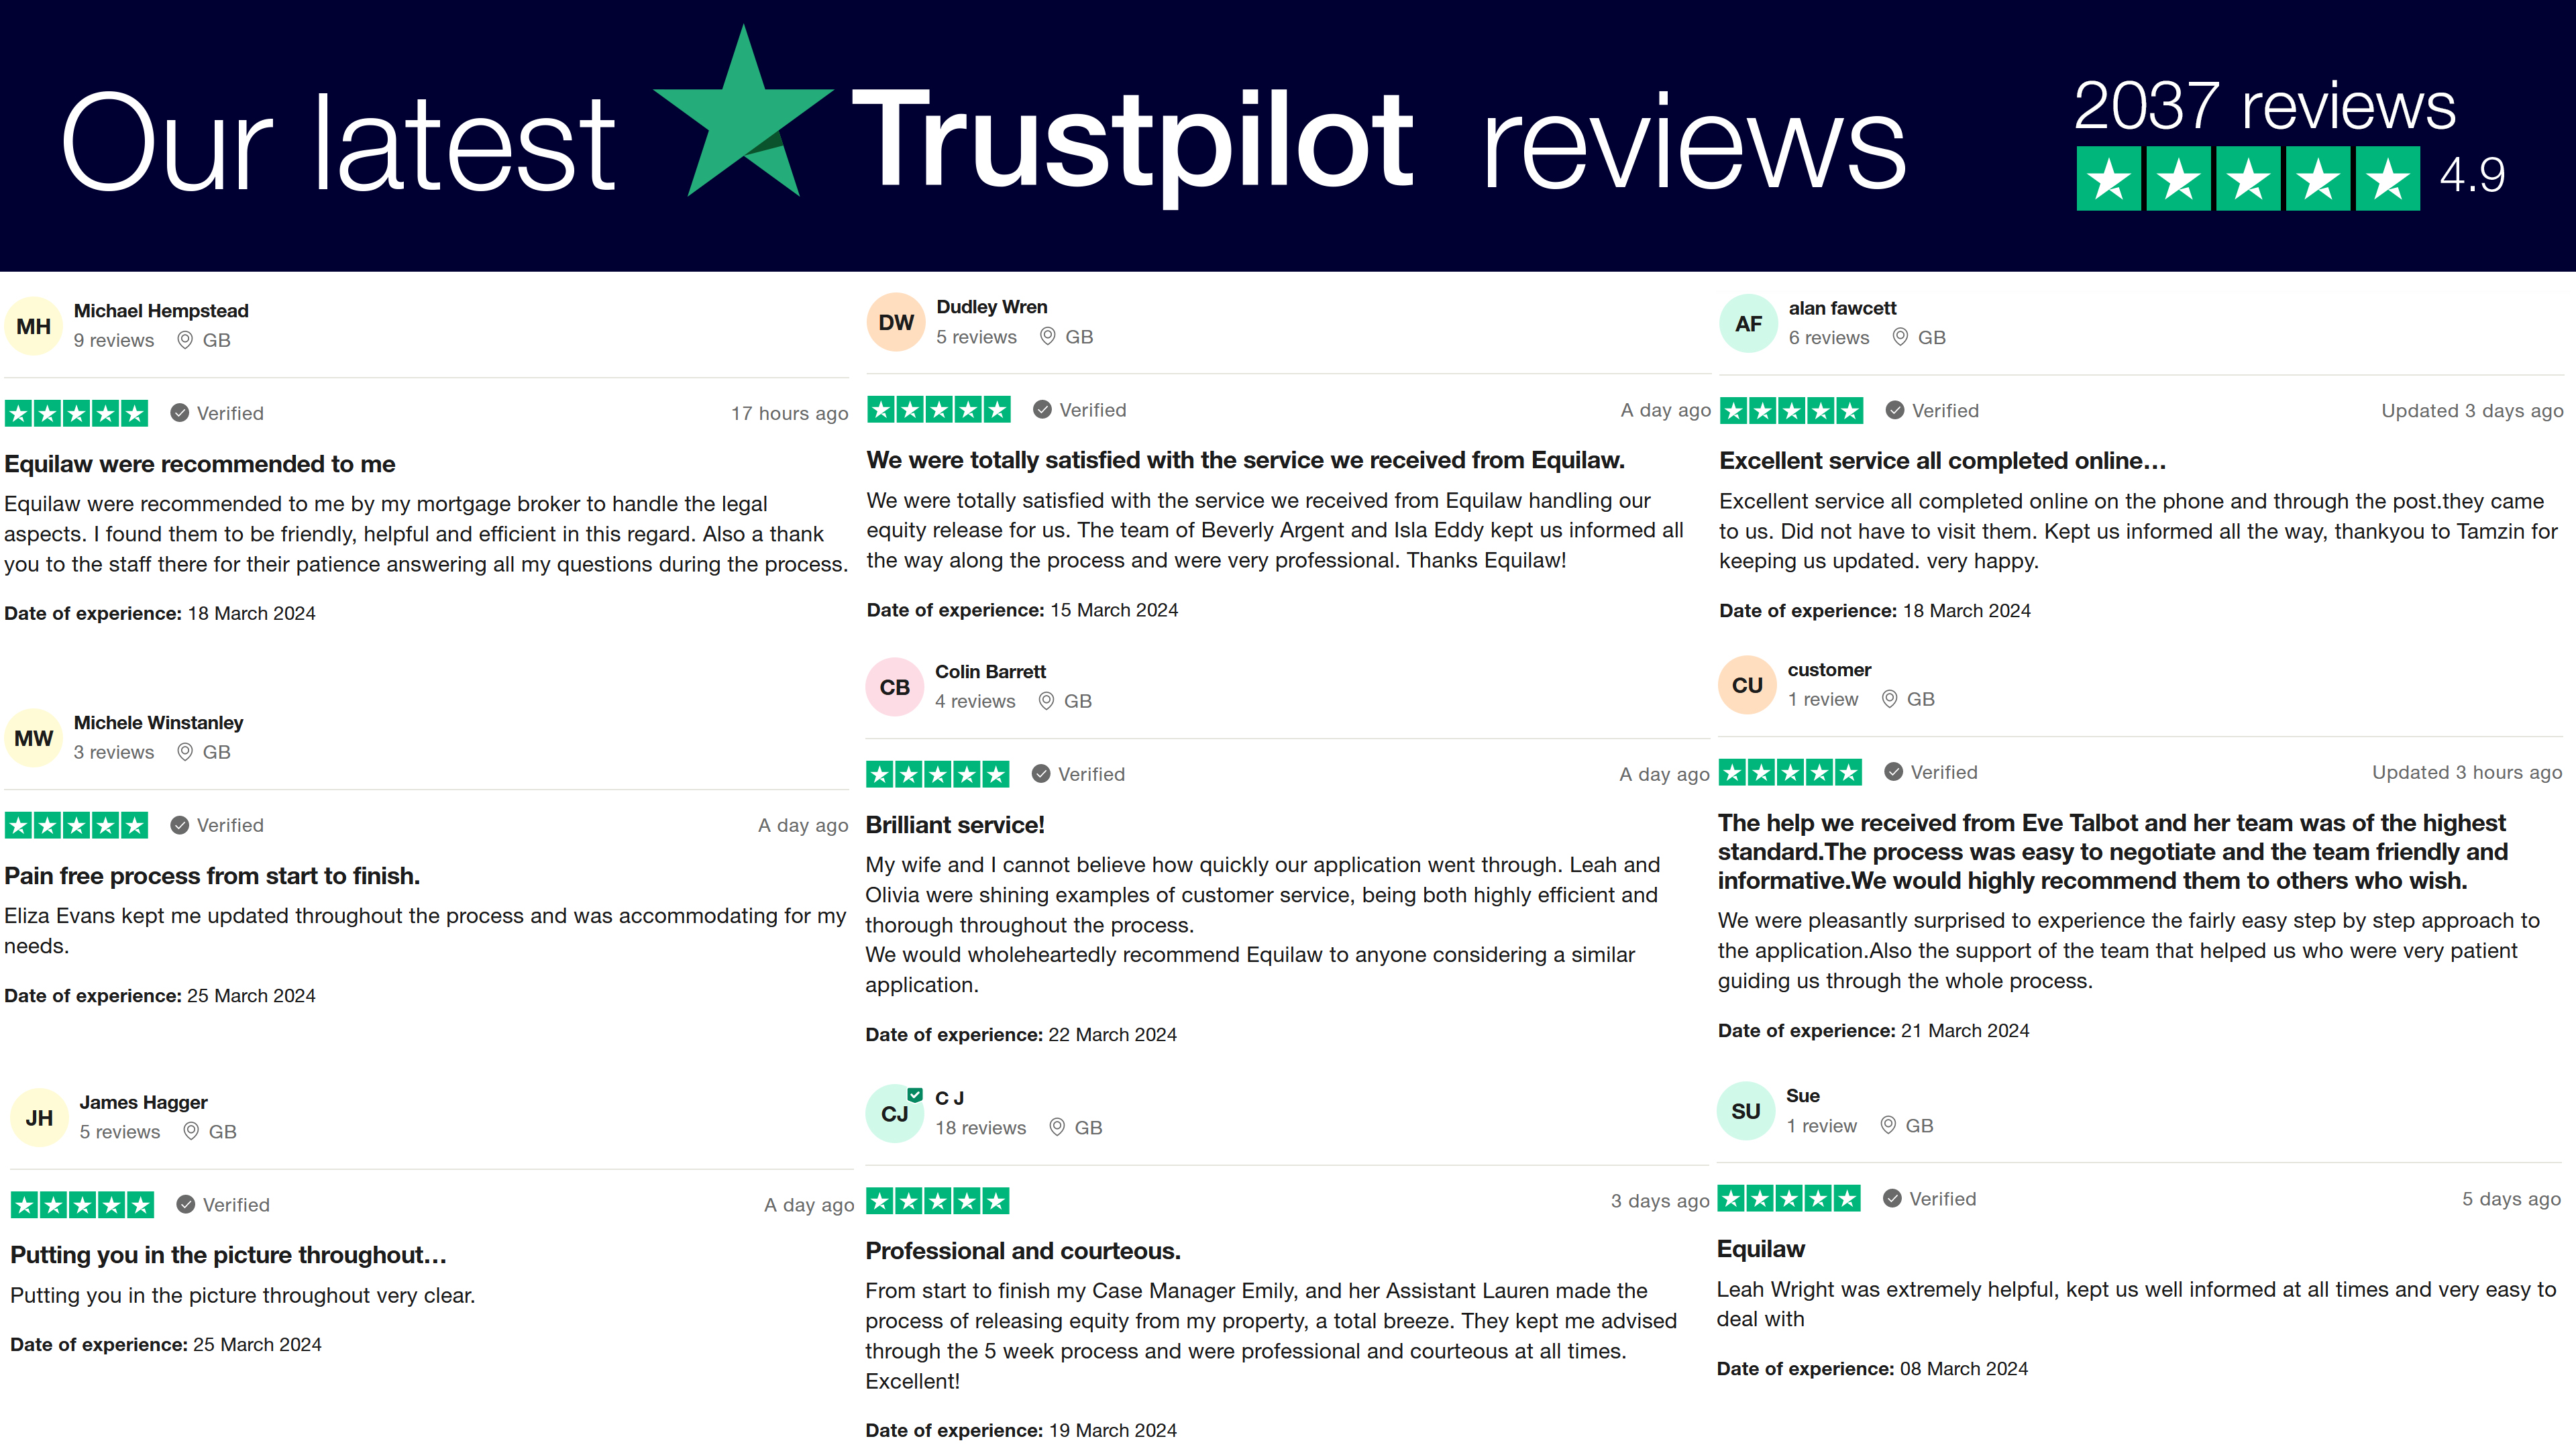 Our latest Trustpilot reviews
2037 reviews
4.9
MH
Michael Hempstead
9 reviews GB
Verified 17 hours ago
Equilaw were recommended to me
Equilaw were recommended to me by my mortgage broker to handle the legal
aspects. I found them to be friendly, helpful and efficient in this regard. Also a thank
you to the staff there for their patience answering all my questions during the process.
Date of experience: 18 March 2024
MW
Michele Winstanley
3 reviews GB
Verified A day ago
Pain free process from start to finish.
Eliza Evans kept me updated throughout the process and was accommodating for my
needs.
Date of experience: 25 March 2024
JH
James Hagger
5 reviews GB
Verified A day ago
Putting you in the picture throughout…
Putting you in the picture throughout very clear.
Date of experience: 25 March 2024
DW
Dudley Wren
5 reviews GB
Verified A day ago
We were totally satisfied with the service we received from Equilaw.
We were totally satisfied with the service we received from Equilaw handling our
equity release for us. The team of Beverly Argent and Isla Eddy kept us informed all
the way along the process and were very professional. Thanks Equilaw!
Date of experience: 15 March 2024
CB
Colin Barrett
4 reviews GB
Verified A day ago
Brilliant service!
My wife and I cannot believe how quickly our application went through. Leah and
Olivia were shining examples of customer service, being both highly efficient and
thorough throughout the process.
We would wholeheartedly recommend Equilaw to anyone considering a similar
application.
Date of experience: 22 March 2024
CJ
C J
18 reviews GB
3 days ago
Professional and courteous.
From start to finish my Case Manager Emily, and her Assistant Lauren made the
process of releasing equity from my property, a total breeze. They kept me advised
through the 5 week process and were professional and courteous at all times.
Excellent!
Date of experience: 19 March 2024
AF
alan fawcett
6 reviews GB
Verified Updated 3 days ago
Excellent service all completed online…
Excellent service all completed online on the phone and through the post.they came
to us. Did not have to visit them. Kept us informed all the way, thankyou to Tamzin for
keeping us updated. very happy.
Date of experience: 18 March 2024
CU
customer
1 review GB
Verified Updated 3 hours ago
The help we received from Eve Talbot and her team was of the highest
standard.The process was easy to negotiate and the team friendly and
informative.We would highly recommend them to others who wish.
We were pleasantly surprised to experience the fairly easy step by step approach to
the application.Also the support of the team that helped us who were very patient
guiding us through the whole process.
Date of experience: 21 March 2024
SU
Sue
1 review GB
Verified 5 days ago
Equilaw
Leah Wright was extremely helpful, kept us well informed at all times and very easy to
deal with
Date of experience: 08 March 2024